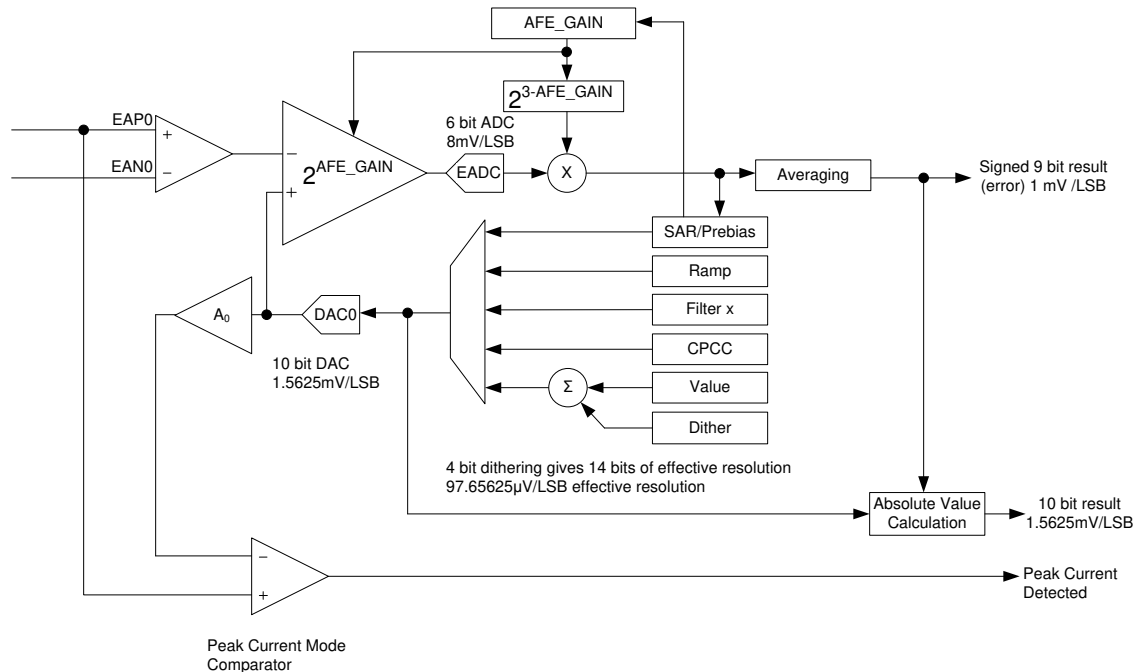 AFE_GAIN
2^3-AFE_GAIN
EAP0
+
EAN0
−
−
2^AFE_GAIN
+
6 bit ADC
8mV/LSB
EADC
X
Averaging
Signed 9 bit result
(error) 1 mV /LSB
SAR/Prebias
Ramp
Filter x
CPCC
Value
Dither
Σ
A₀
DAC0
10 bit DAC
1.5625mV/LSB
4 bit dithering gives 14 bits of effective resolution
97.65625μV/LSB effective resolution
Absolute Value
Calculation
10 bit result
1.5625mV/LSB
−
+
Peak Current
Detected
Peak Current Mode
Comparator